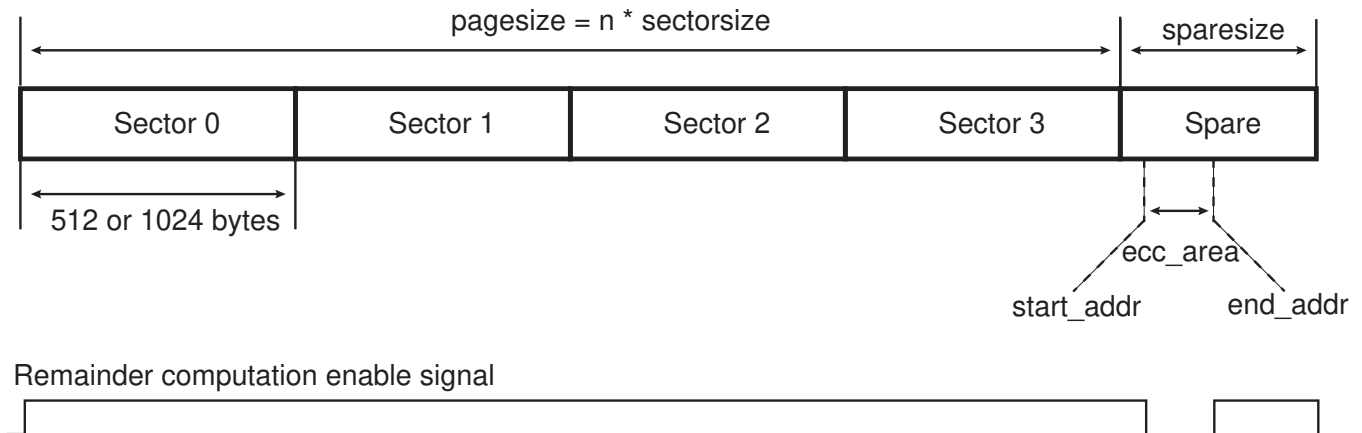 pagesize = n * sectorsize
sparesize
Sector 0
Sector 1
Sector 2
Sector 3
Spare
512 or 1024 bytes
ecc_area
start_addr
end_addr
Remainder computation enable signal